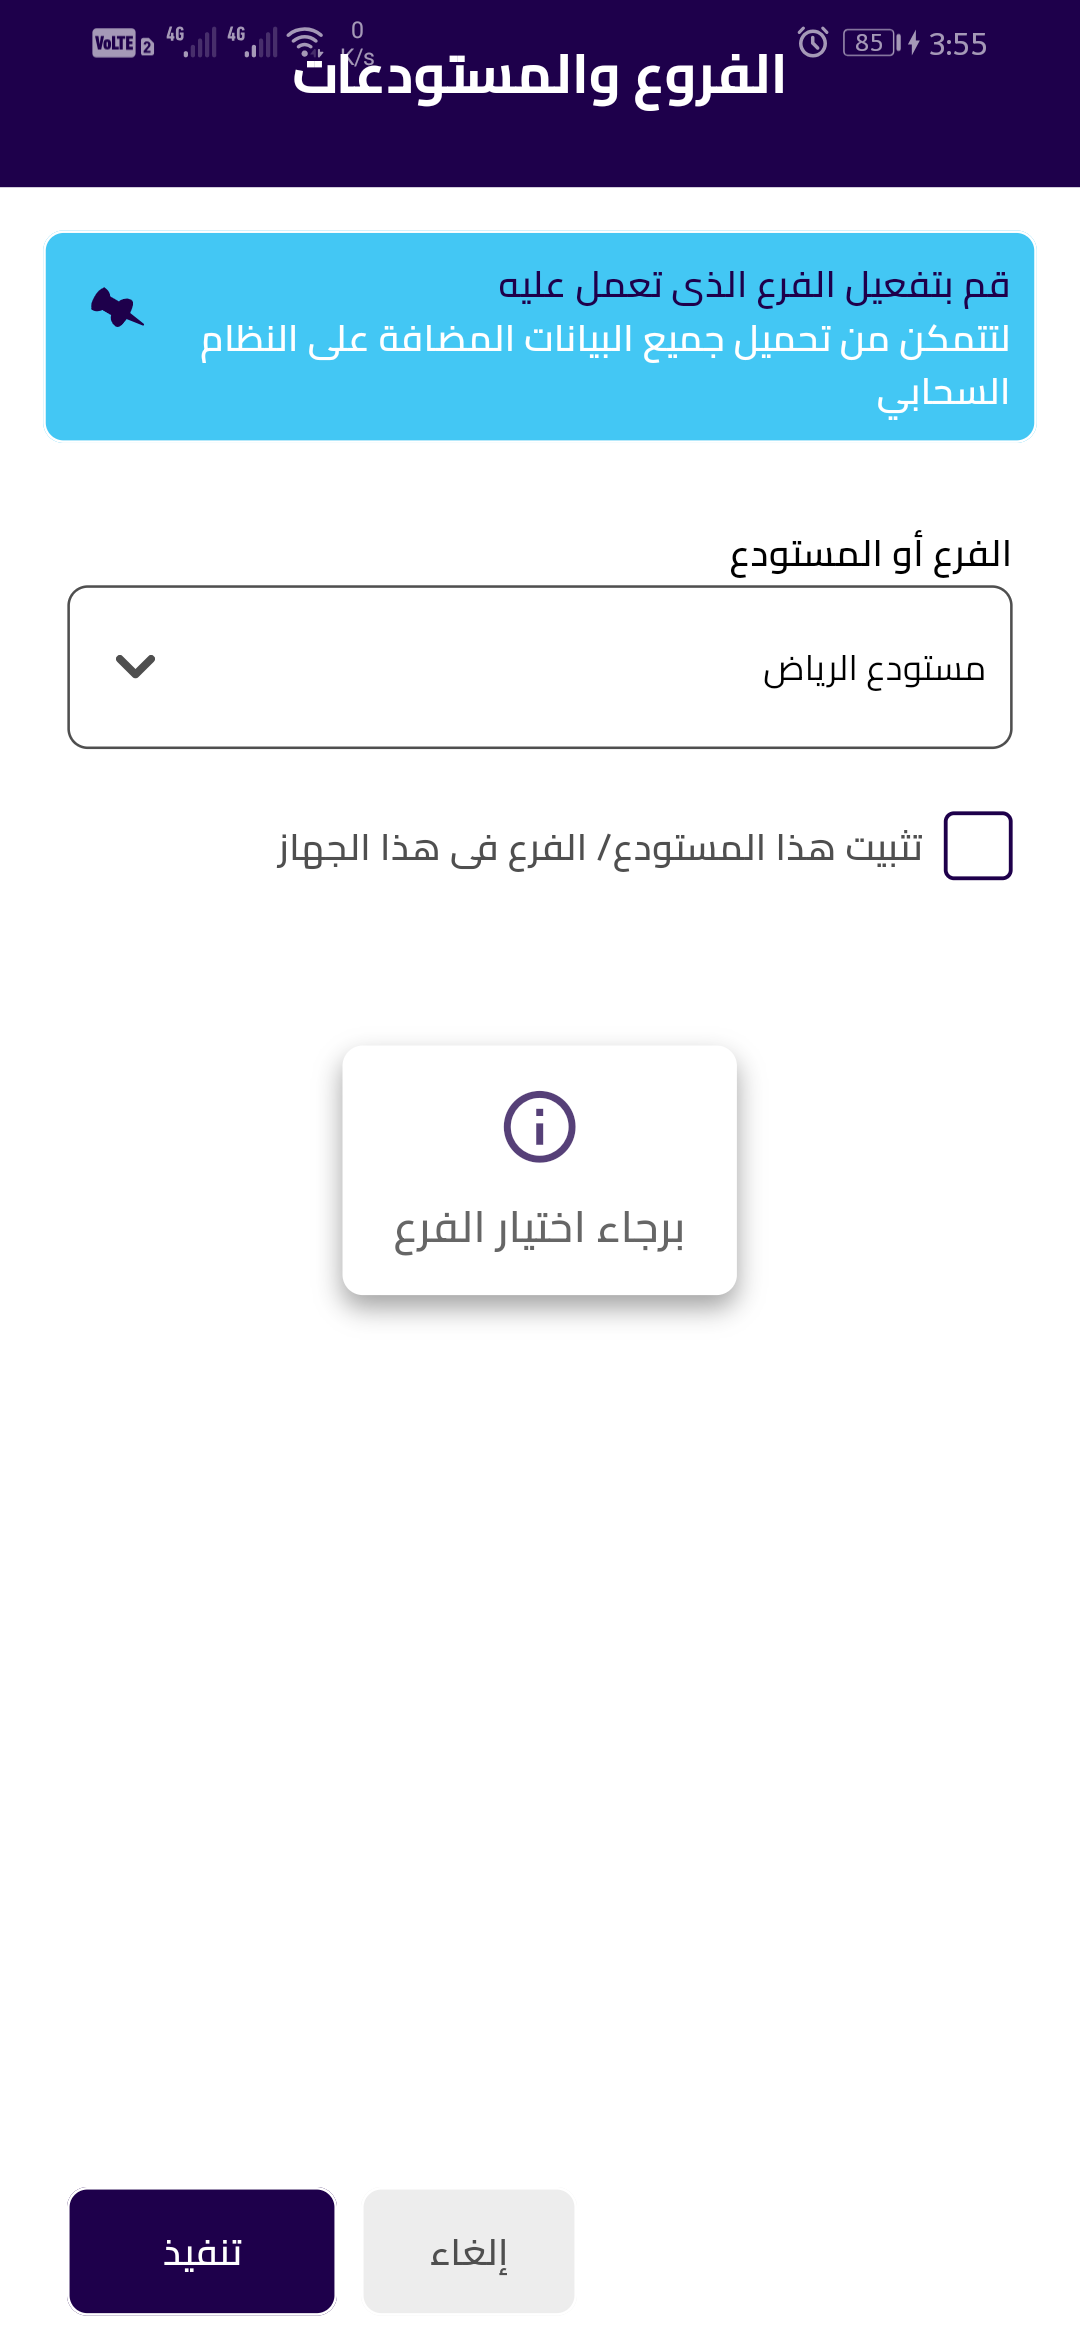 VoLTE 2 4G 4G 0 K/s 85 3:55
الفروع والمستودعات
قم بتفعيل الفرع الذى تعمل عليه
لتتمكن من تحميل جميع البيانات المضافة على النظام
السحابي
الفرع أو المستودع
مستودع الرياض
تثبيت هذا المستودع/ الفرع فى هذا الجهاز
برجاء اختيار الفرع
إلغاء
تنفيذ